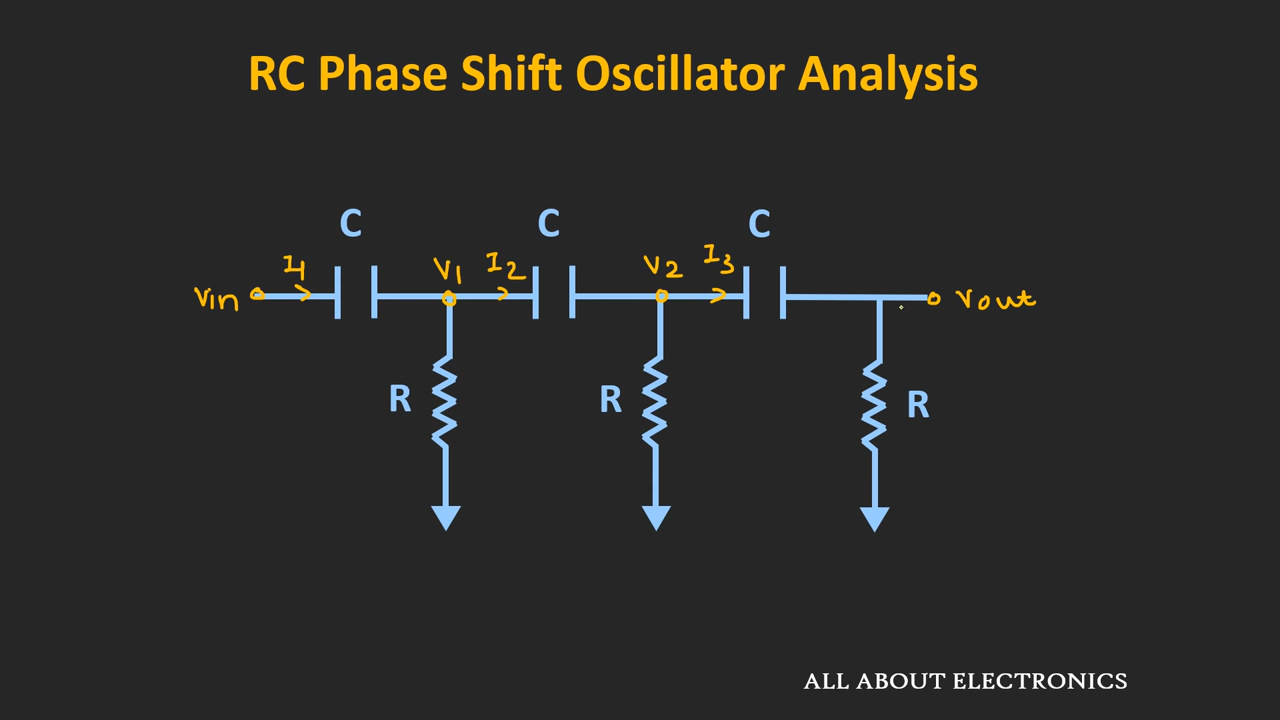 RC Phase Shift Oscillator Analysis
C C C
Vin I1 V1 I2 V2 I3 Vout
R R R
ALL ABOUT ELECTRONICS